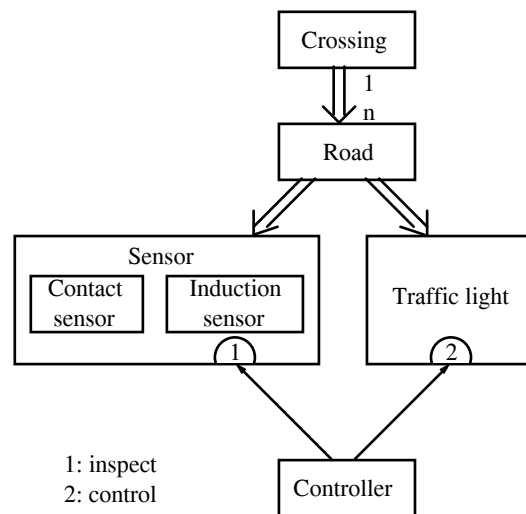 Crossing
1
n
Road
Sensor
Contact
sensor
Induction
sensor
Traffic light
1
2
1: inspect
2: control
Controller